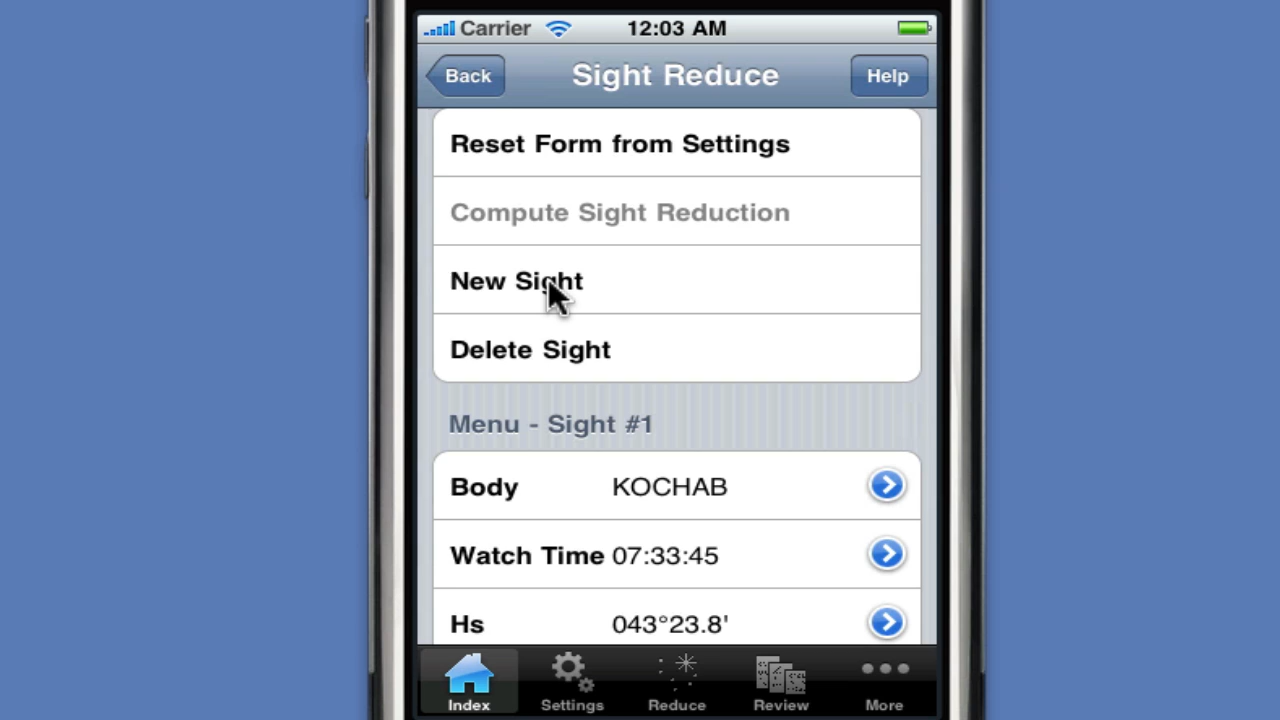 Carrier 12:03 AM
Back Sight Reduce Help
Reset Form from Settings
Compute Sight Reduction
New Sight
Delete Sight
Menu - Sight #1
Body KOCHAB
Watch Time 07:33:45
Hs 043°23.8'
Index Settings Reduce Review More